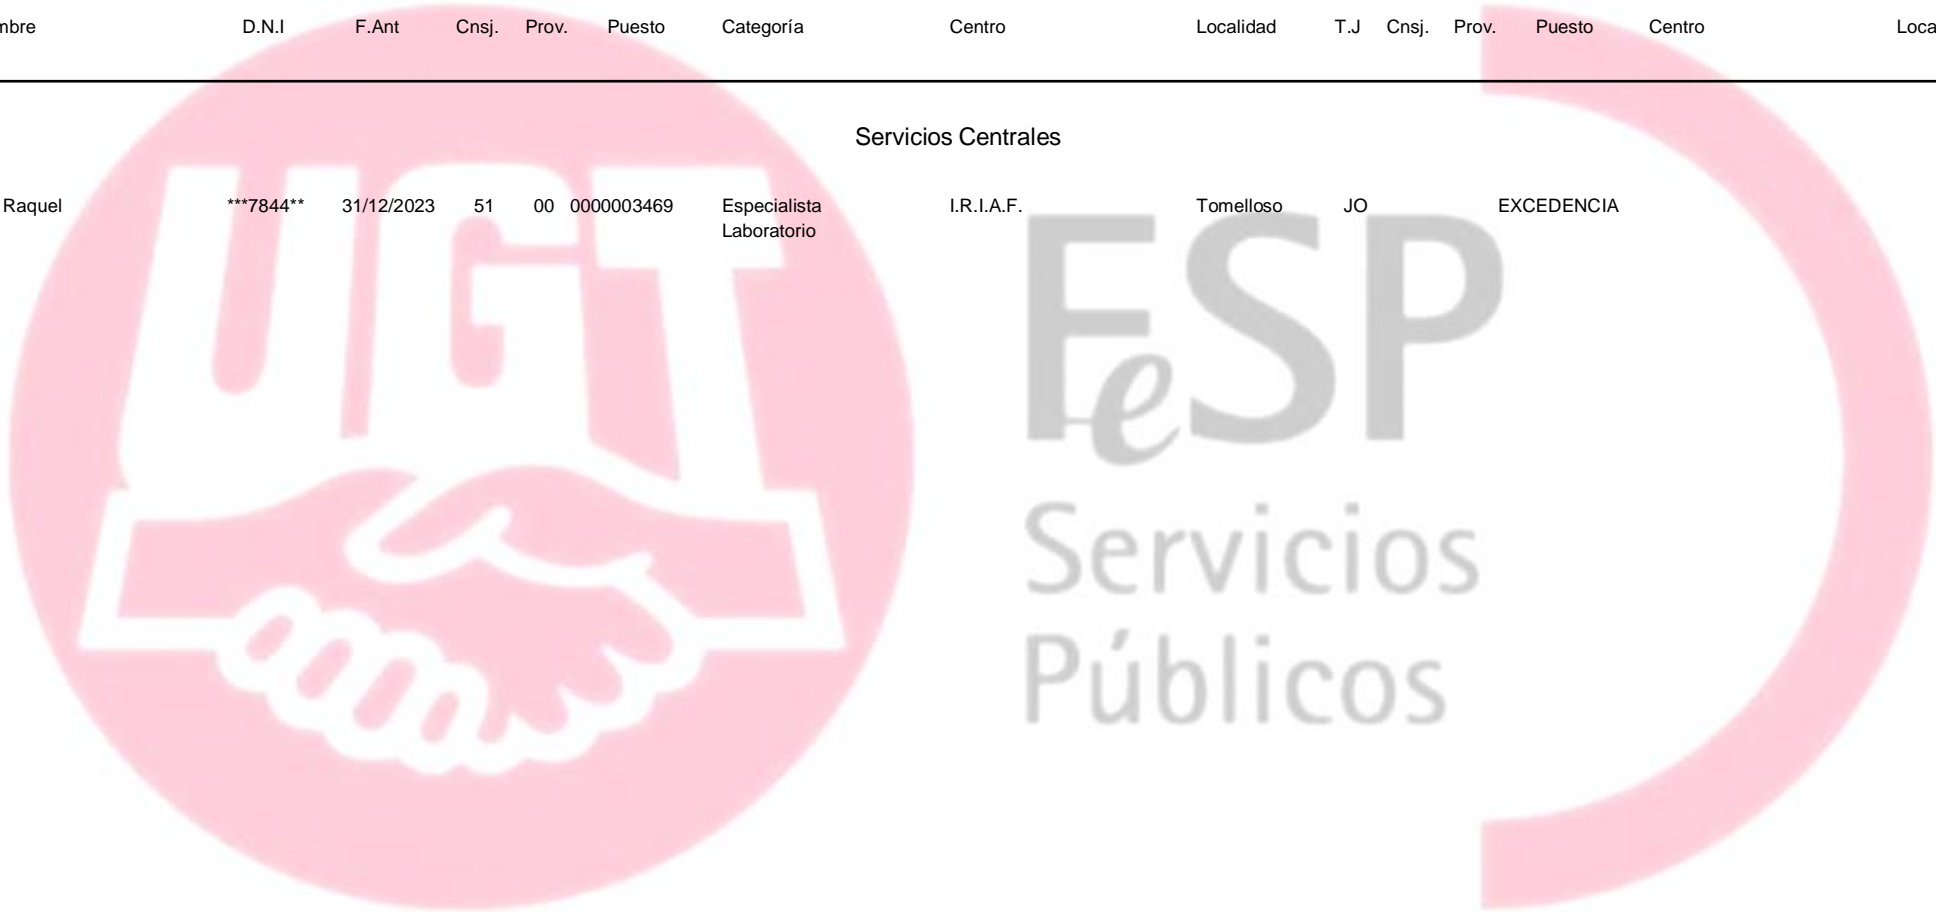 mbre D.N.I F.Ant Cnsj. Prov. Puesto Categoría Centro Localidad T.J Cnsj. Prov. Puesto Centro Loca
Servicios Centrales
Raquel ***7844** 31/12/2023 51 00 0000003469 Especialista I.R.I.A.F. Tomelloso JO EXCEDENCIA
Laboratorio
UGT
FeSP
Servicios
Públicos